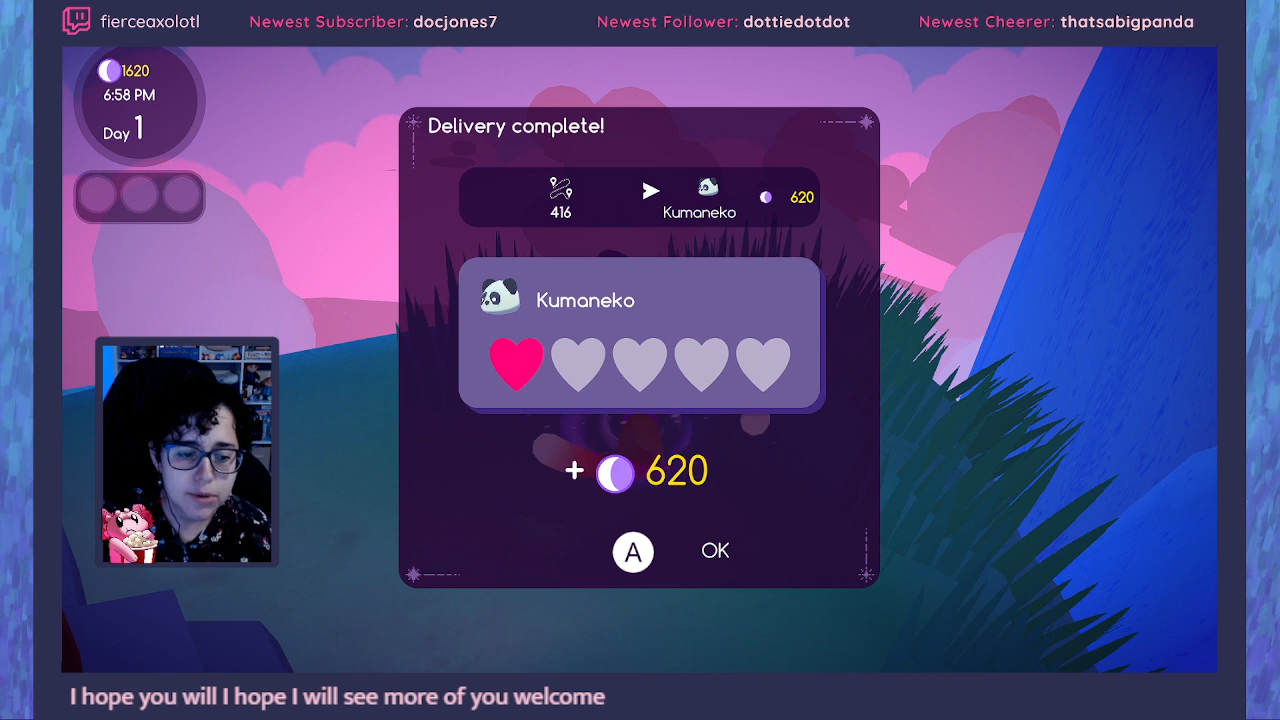 fierceaxolotl
Newest Subscriber: docjones7
Newest Follower: dottiedotdot
Newest Cheerer: thatsabigpanda
1620
6:58 PM
Day 1
Delivery complete!
416
Kumaneko
620
Kumaneko
+ 620
A OK
I hope you will I hope I will see more of you welcome